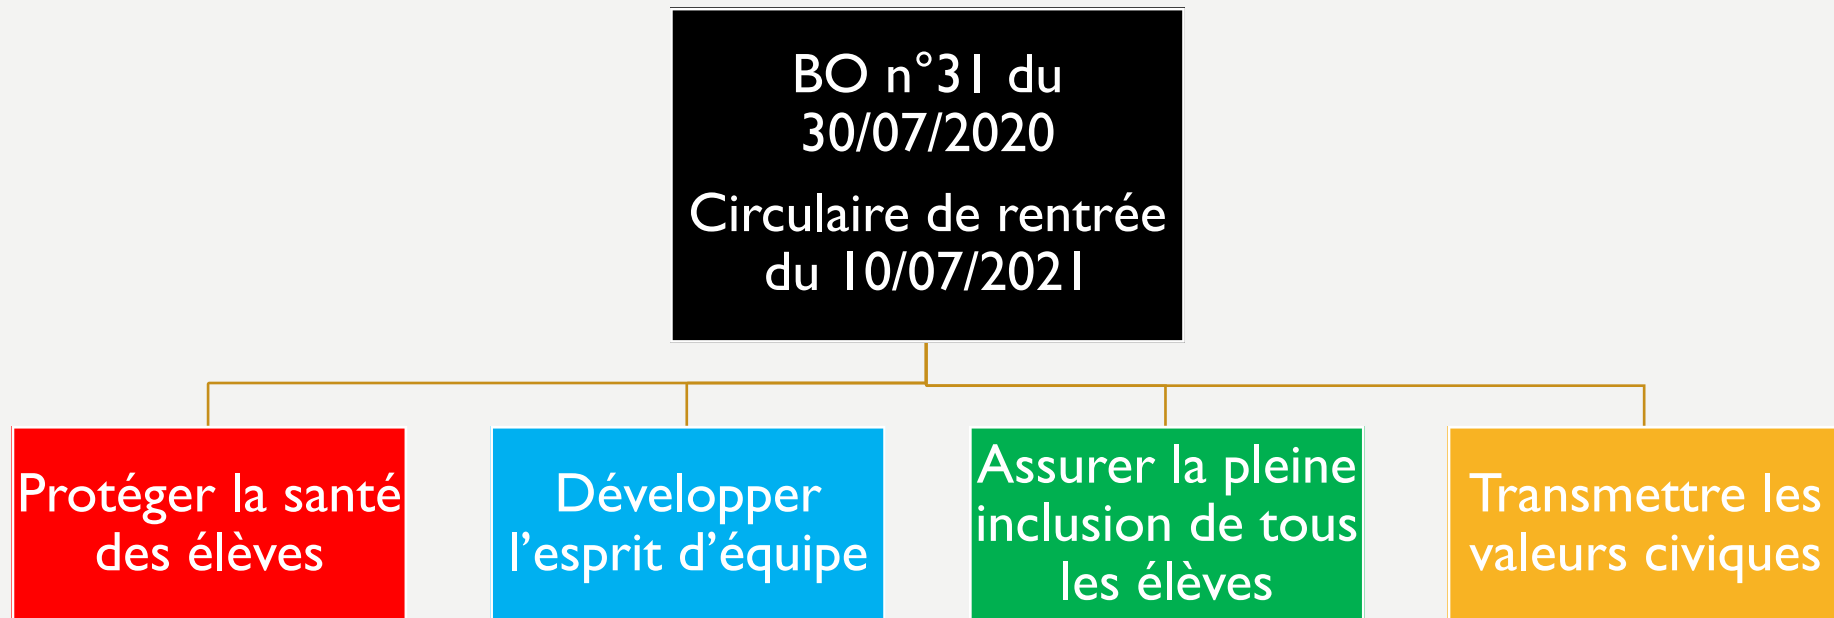 BO n°31 du
30/07/2020
Circulaire de rentrée
du 10/07/2021
Protéger la santé
des élèves
Développer
l’esprit d’équipe
Assurer la pleine
inclusion de tous
les élèves
Transmettre les
valeurs civiques